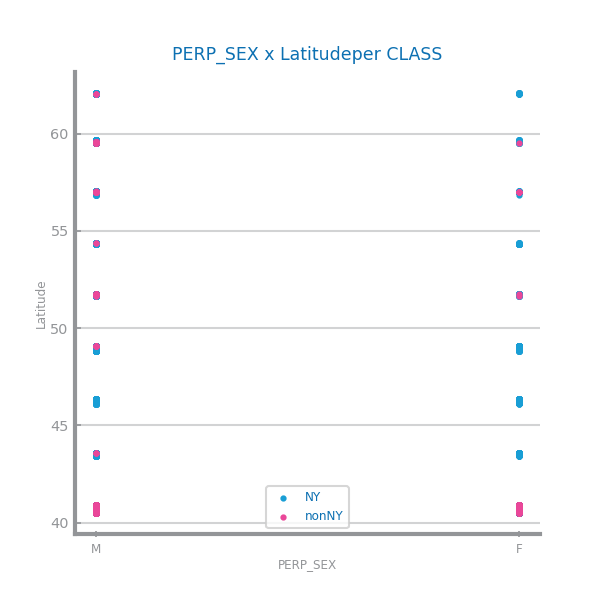 PERP_SEX x Latitudeper CLASS
60
55
50
45
40
Latitude
NY
nonNY
M
F
PERP_SEX